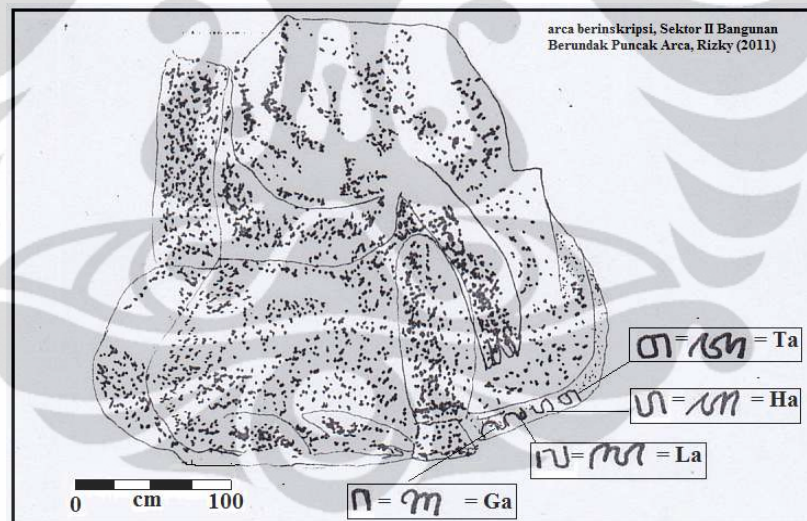 arca berinskripsi, Sektor II Bangunan
Berundak Puncak Arca, Rizky (2011)
= ꦠ = Ta
= ꦲ = Ha
= ꦭ = La
= ꦒ = Ga
0 cm 100